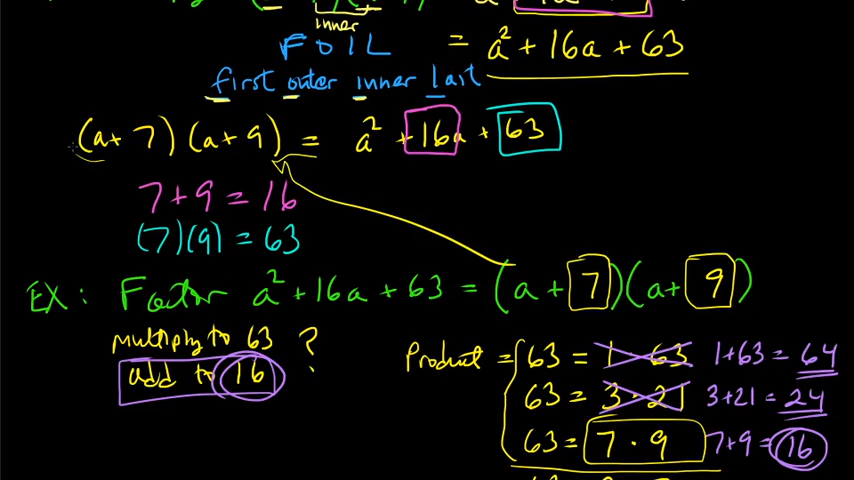 inner
FOIL = a² + 16a + 63
first outer inner last
(a + 7) (a + 9) = a² + 16a + 63
7 + 9 = 16
(7)(9) = 63
EX: Factor a² + 16a + 63 = (a + 7)(a + 9)
multiply to 63 ?
add to 16
Product = 63 = 1 · 63 1+63 = 64
63 = 3 · 21 3+21 = 24
63 = 7 · 9 7+9 = 16